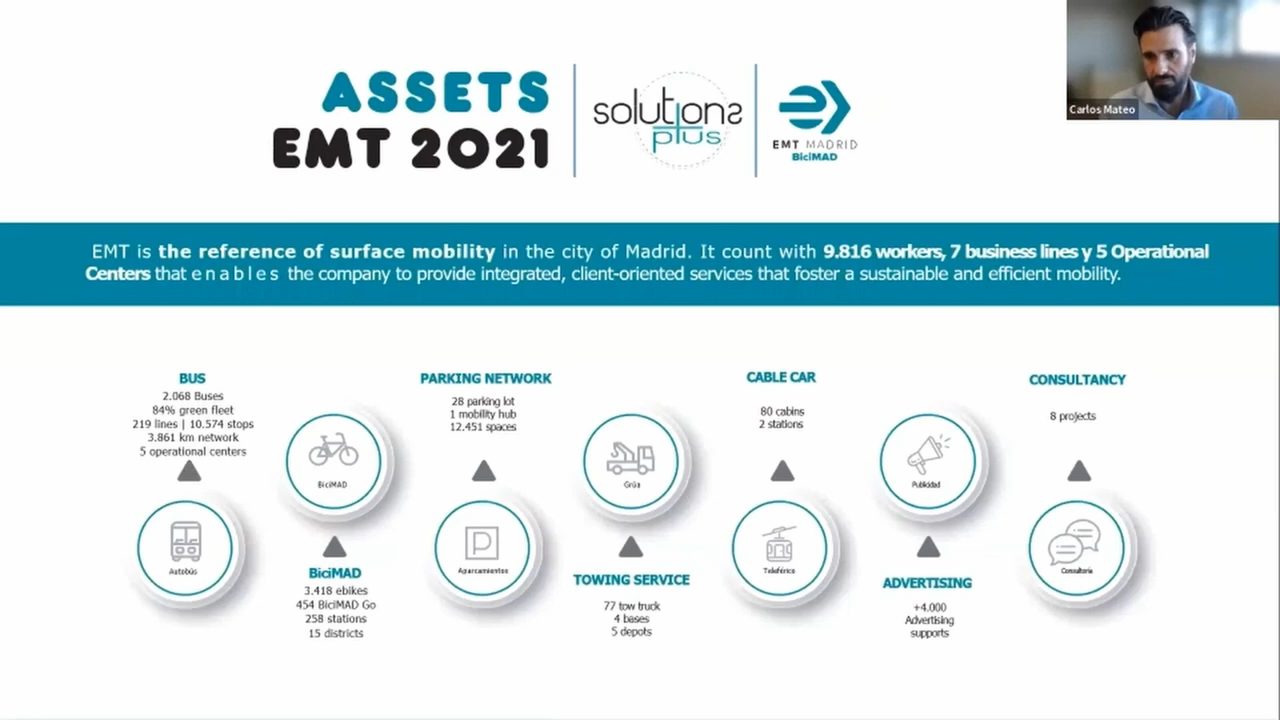 ASSETS
EMT 2021
solutions
plus
EMT MADRID
BiciMAD
Carlos Mateo
EMT is the reference of surface mobility in the city of Madrid. It count with 9.816 workers, 7 business lines y 5 Operational
Centers that enables the company to provide integrated, client-oriented services that foster a sustainable and efficient mobility.
BUS
2.068 Buses
84% green fleet
219 lines | 10.574 stops
3.861 km network
5 operational centers
Autobús
BiciMAD
BiciMAD
3.418 ebikes
454 BiciMAD Go
258 stations
15 districts
PARKING NETWORK
28 parking lot
1 mobility hub
12.451 spaces
P
Aparcamientos
Grúa
TOWING SERVICE
77 tow truck
4 bases
5 depots
CABLE CAR
80 cabins
2 stations
Teleférico
Publicidad
ADVERTISING
+4.000
Advertising
supports
CONSULTANCY
8 projects
Consultoría